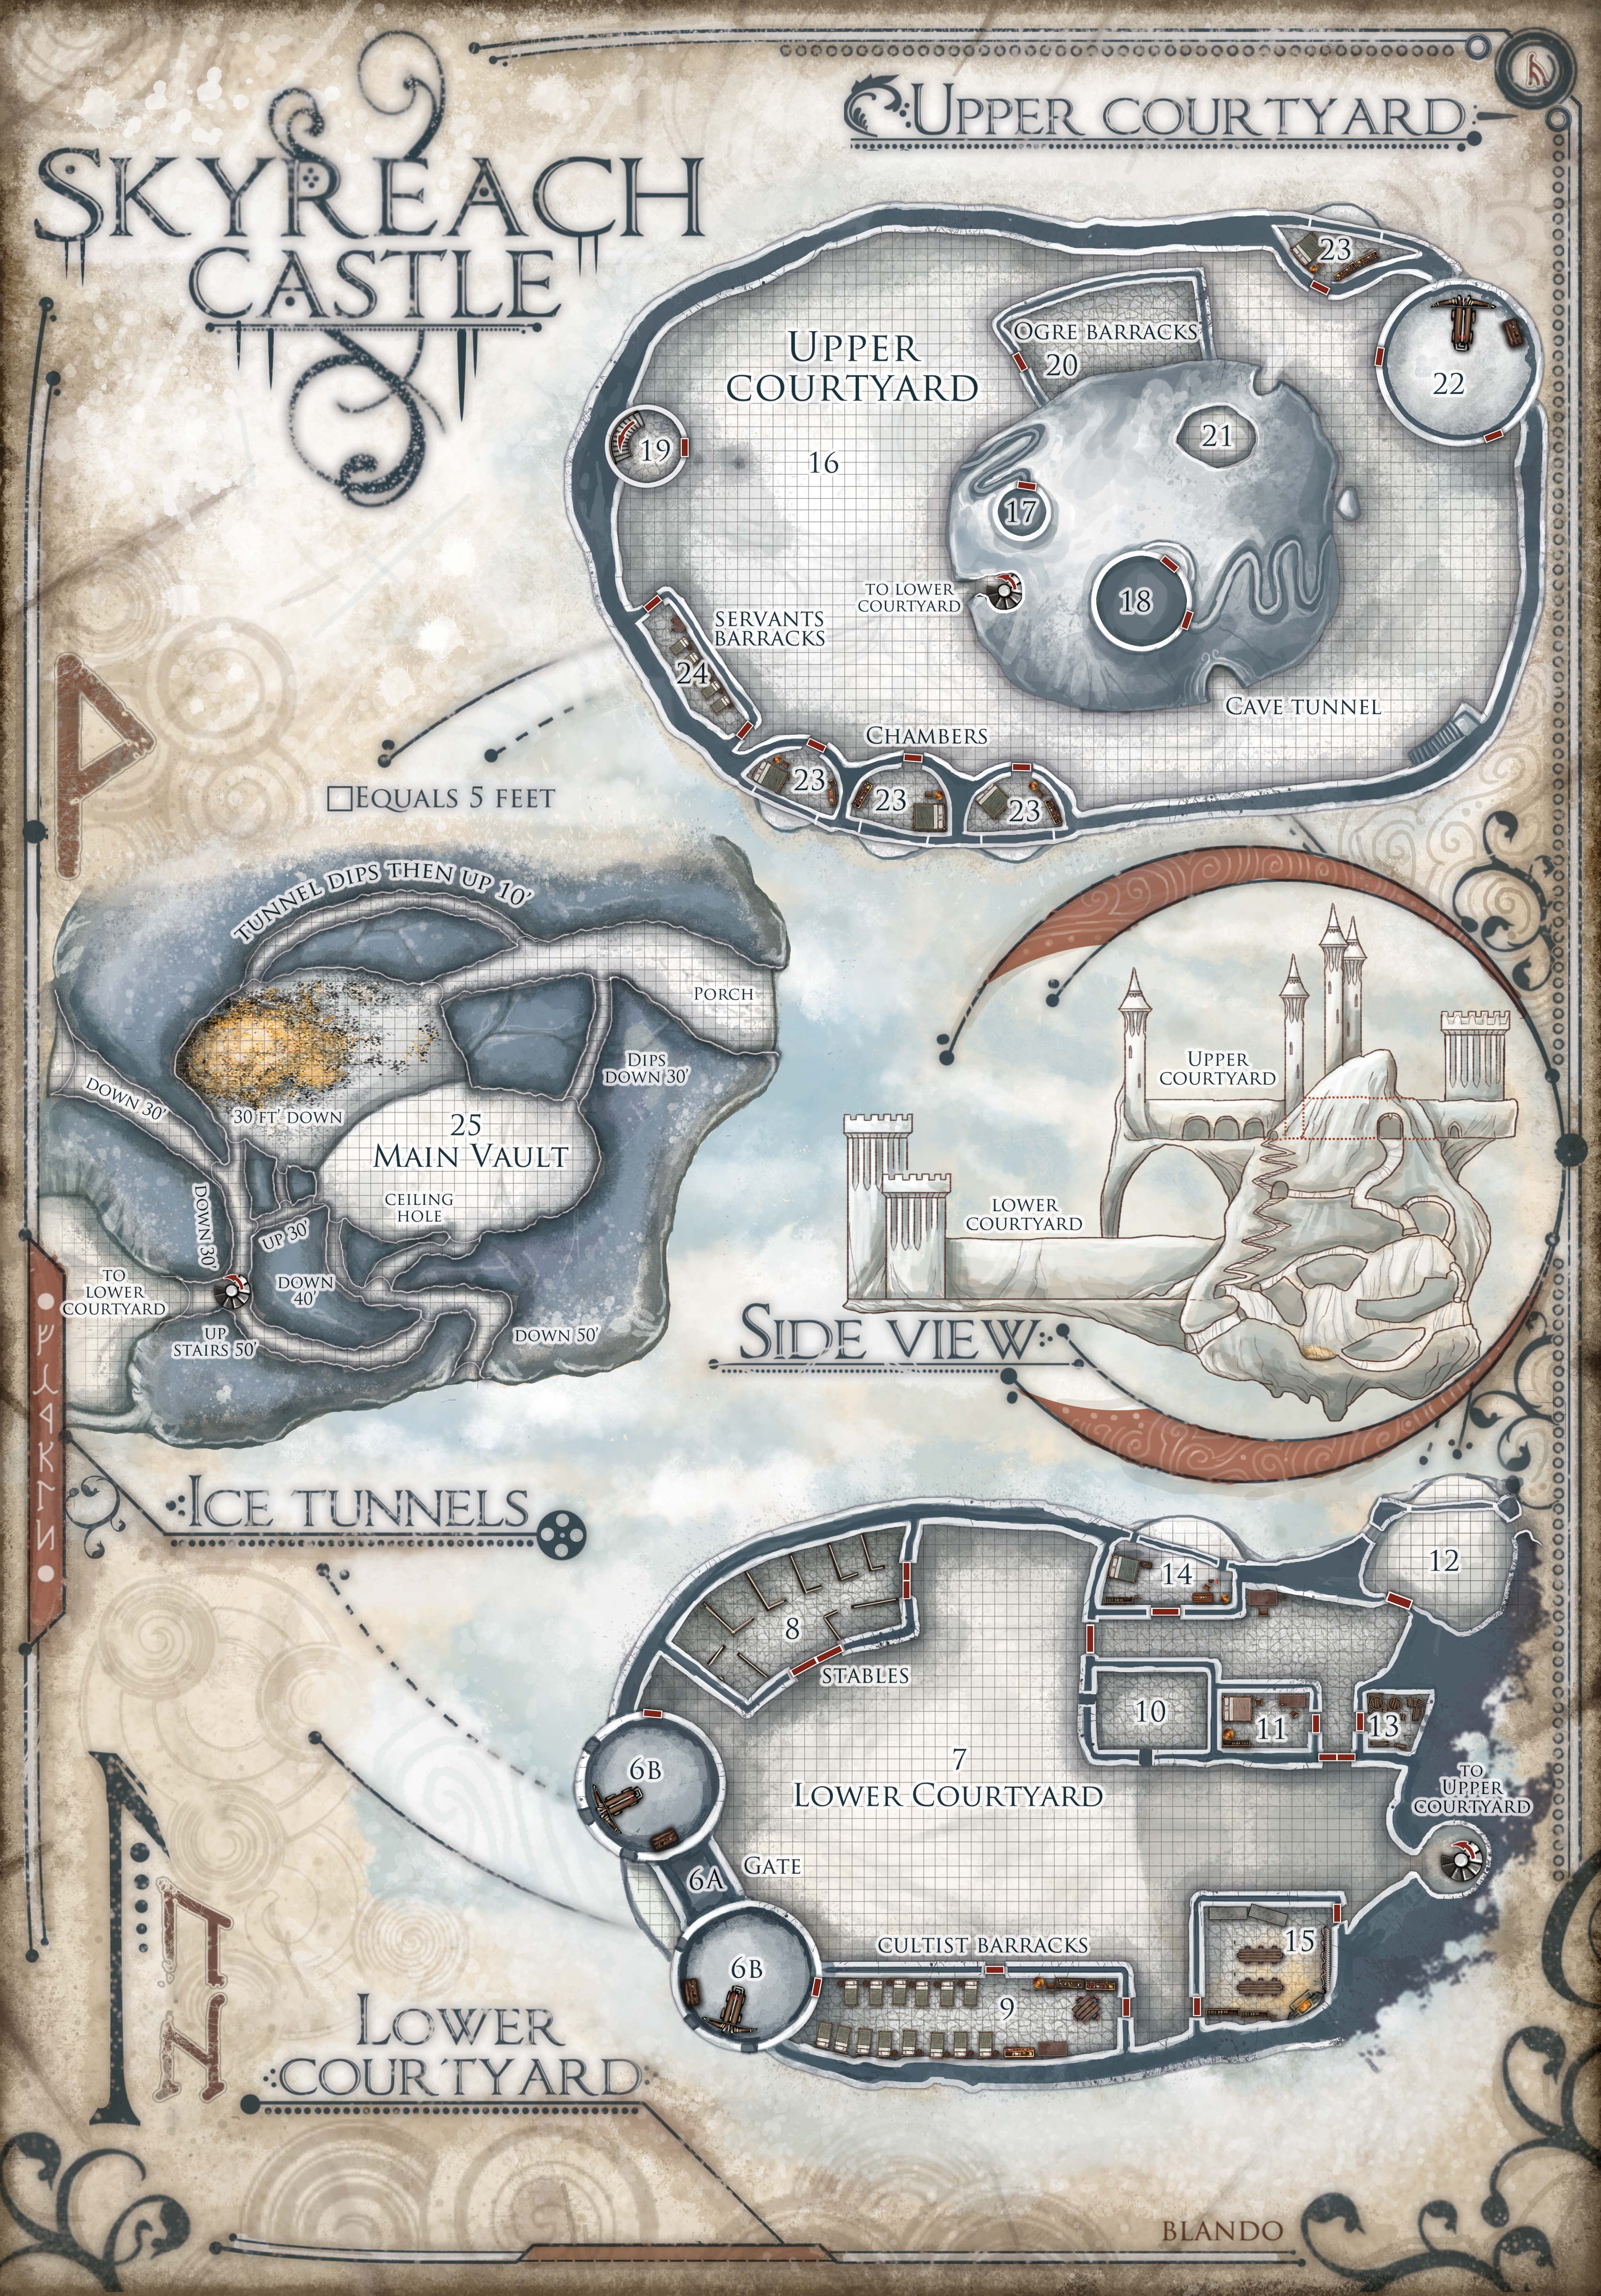 SKYREACH
CASTLE
UPPER COURTYARD
23
22
OGRE BARRACKS
20
UPPER
COURTYARD
16
19
21
17
18
TO LOWER
COURTYARD
SERVANTS
BARRACKS
24
CAVE TUNNEL
CHAMBERS
23
23
23
EQUALS 5 FEET
TUNNEL DIPS THEN UP 10'
PORCH
DIPS
DOWN 30'
DOWN 30'
30 FT' DOWN
25
MAIN VAULT
CEILING
HOLE
DOWN 30'
UP 30'
DOWN
40'
TO
LOWER
COURTYARD
UP
STAIRS 50'
DOWN 50'
ICE TUNNELS
UPPER
COURTYARD
LOWER
COURTYARD
SIDE VIEW
12
14
8
STABLES
10
11
13
6B
7
LOWER COURTYARD
TO
UPPER
COURTYARD
GATE
6A
6B
CULTIST BARRACKS
9
15
LOWER
COURTYARD
BLANDO